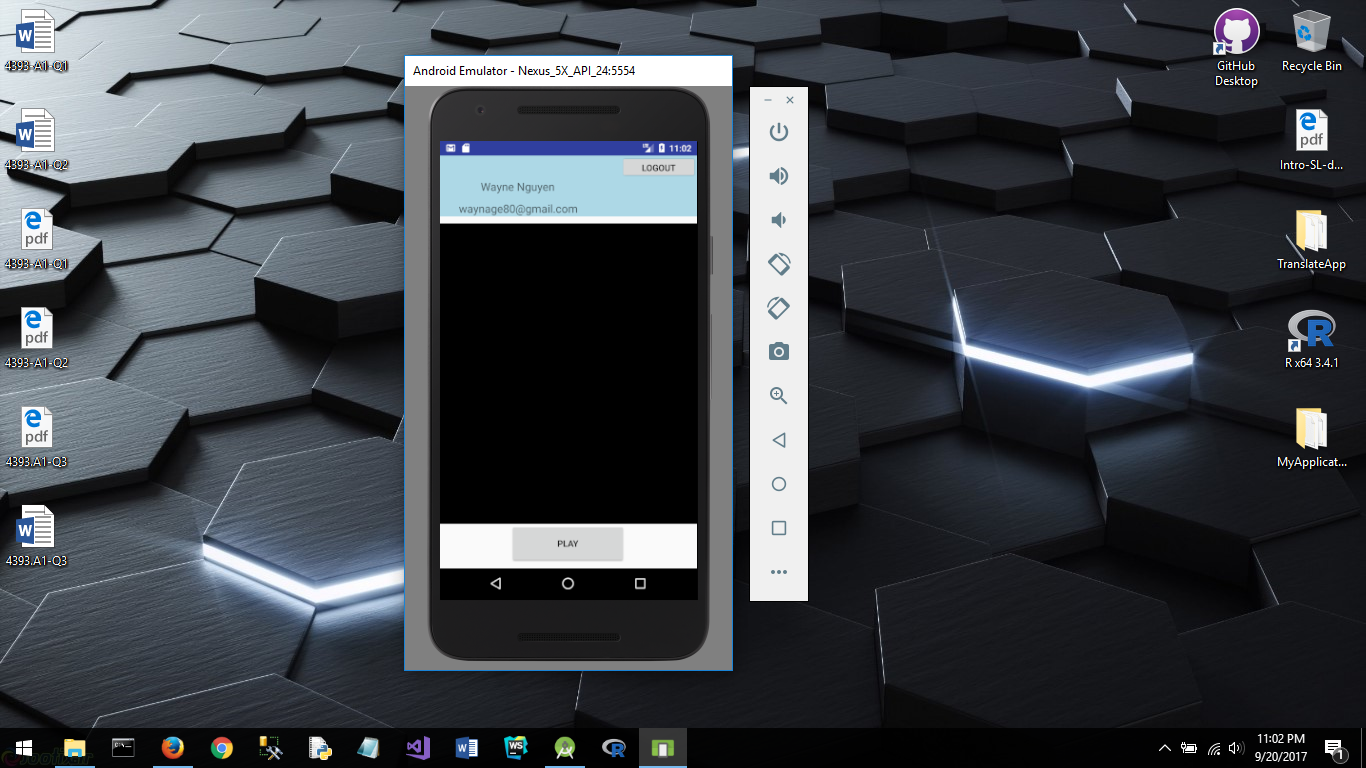 4393-A1-Q1
4393-A1-Q2
4393-A1-Q1
4393-A1-Q2
4393.A1-Q3
4393.A1-Q3
Android Emulator - Nexus_5X_API_24:5554
11:02
LOGOUT
Wayne Nguyen
waynage80@gmail.com
PLAY
GitHub
Desktop
Recycle Bin
Intro-SL-d...
TranslateApp
R x64 3.4.1
MyApplicat...
11:02 PM
9/20/2017
1